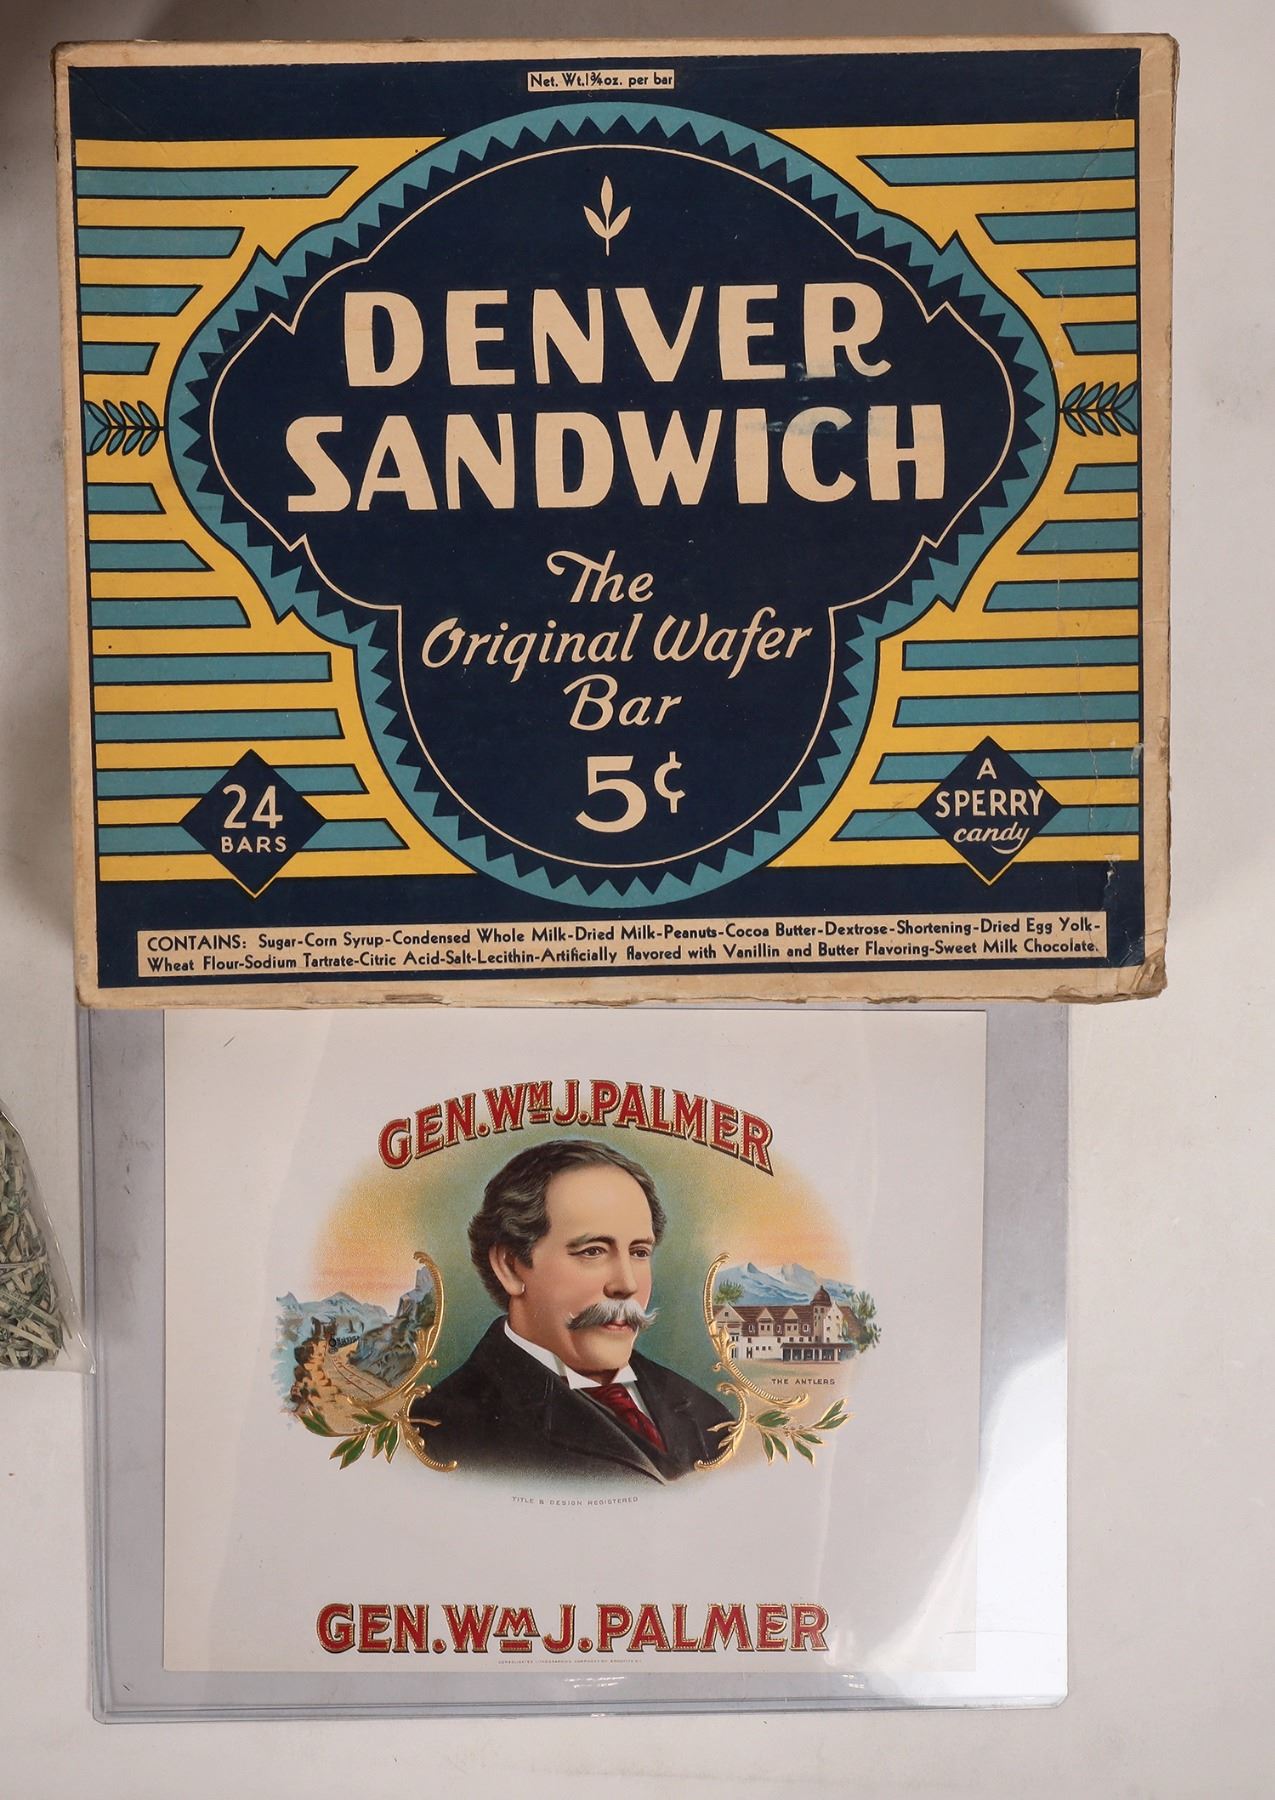 Net. Wt. 1¾oz. per bar
DENVER
SANDWICH
The
Original Wafer
Bar
5¢
24
BARS
A
SPERRY
candy
CONTAINS: Sugar-Corn Syrup-Condensed Whole Milk-Dried Milk-Peanuts-Cocoa Butter-Dextrose-Shortening-Dried Egg Yolk-
Wheat Flour-Sodium Tartrate-Citric Acid-Salt-Lecithin-Artificially flavored with Vanillin and Butter Flavoring-Sweet Milk Chocolate.
GEN. WM J. PALMER
THE ANTLERS
TITLE & DESIGN REGISTERED
GEN. WM J. PALMER